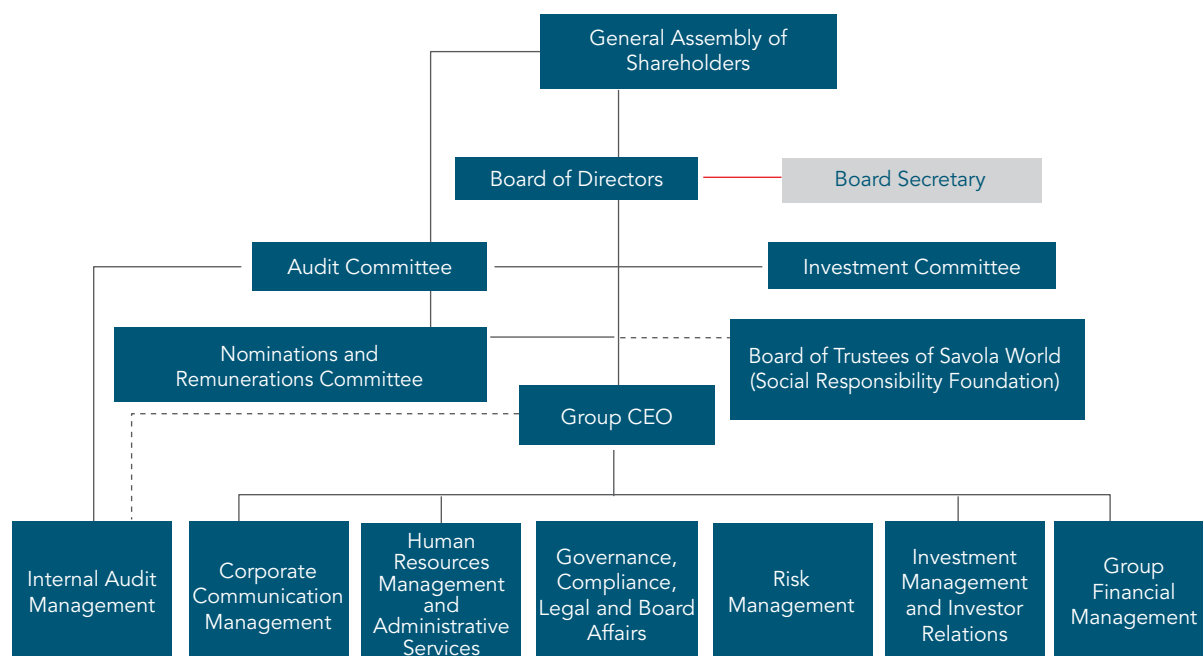 General Assembly of
Shareholders
Board of Directors
Board Secretary
Audit Committee
Investment Committee
Nominations and
Remunerations Committee
Board of Trustees of Savola World
(Social Responsibility Foundation)
Group CEO
Internal Audit
Management
Corporate
Communication
Management
Human
Resources
Management
and
Administrative
Services
Governance,
Compliance,
Legal and Board
Affairs
Risk
Management
Investment
Management
and Investor
Relations
Group
Financial
Management